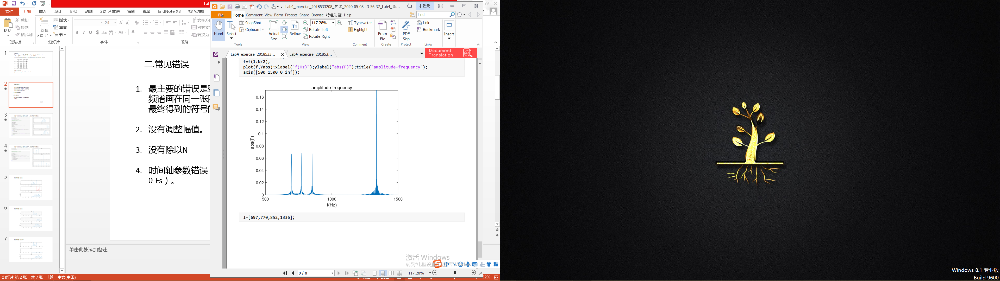 Lab
文件
开始
插入
设计
切换
动画
幻灯片放映
审阅
视图
EndNote X8
特色功能
粘贴
剪切
复制
格式刷
剪贴板
新建
幻灯片
版式
重置
节
幻灯片
24
B I U S abc AV Aa A
字体
文字方
对齐文
转换为
段落
1
2
3
4
5
6
7
二.常见错误
1. 最主要的错误是
频谱画在同一张
最终得到的符号
2. 没有调整幅值。
3. 没有除以N
4. 时间轴参数错误
0-Fs）。
单击此处添加备注
幻灯片 第 2 张，共 7 张
中文(中国)
Lab4_exercise_2018533208_尝试_2020-05-08-13-56-37_Lab4_汤...
未登录
File
Home
Comment
View
Form
Protect
Share
Browse
特色功能
Help
Find
Hand
Select
SnapShot
Clipboard
Tools
Actual
Size
Reflow
117.28%
Rotate Left
Rotate Right
View
Typewriter
Highlight
Comment
From
File
Create
PDF
Sign
Protect
Link
Bookmark
Links
Insert
Lab4_exercise_2018533...
Lab4_exercise_201853...
Document
Translation
f=f(1:N/2);
plot(f,Yabs);xlabel("f(Hz)");ylabel("abs(F)");title("amplitude-frequency");
axis([500 1500 0 inf]);
amplitude-frequency
0.16
0.14
0.12
0.1
0.08
0.06
0.04
0.02
0
abs(F)
500
1000
1500
f(Hz)
l=[697,770,852,1336];
激活 Windows
转到"电脑设置"
中
8 / 8
117.28%
82%
Windows 8.1 专业版
Build 9600